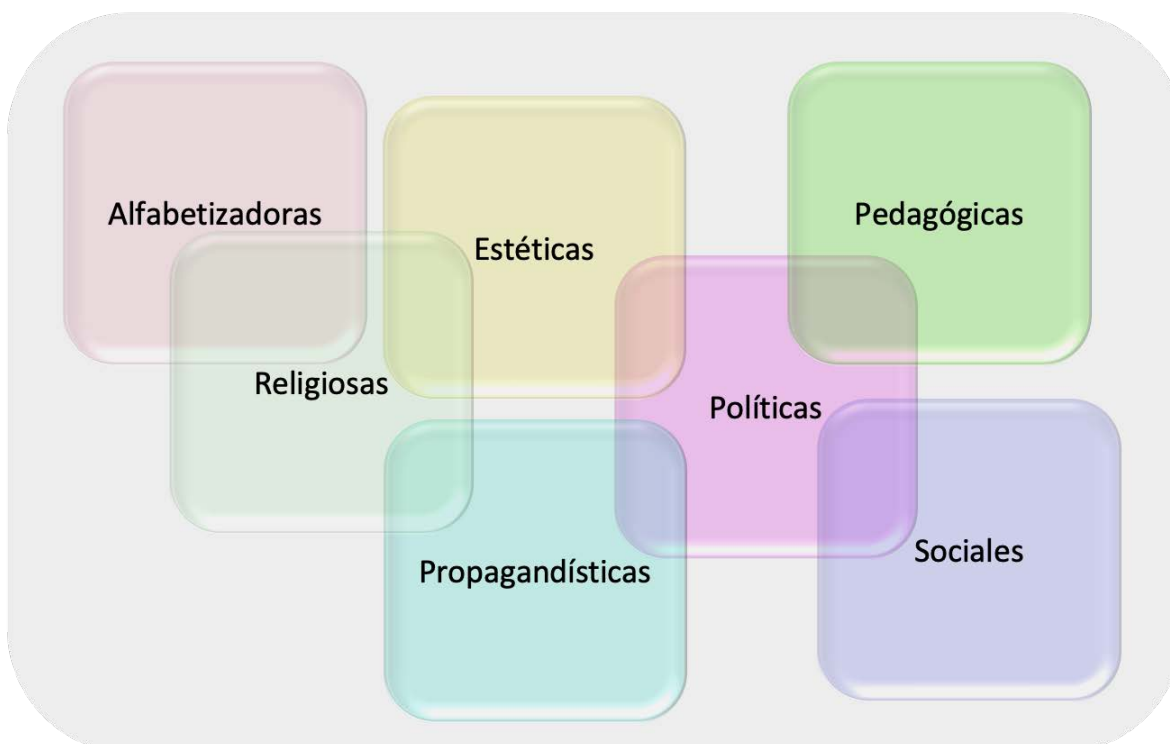 Alfabetizadoras
Estéticas
Pedagógicas
Religiosas
Políticas
Propagandísticas
Sociales